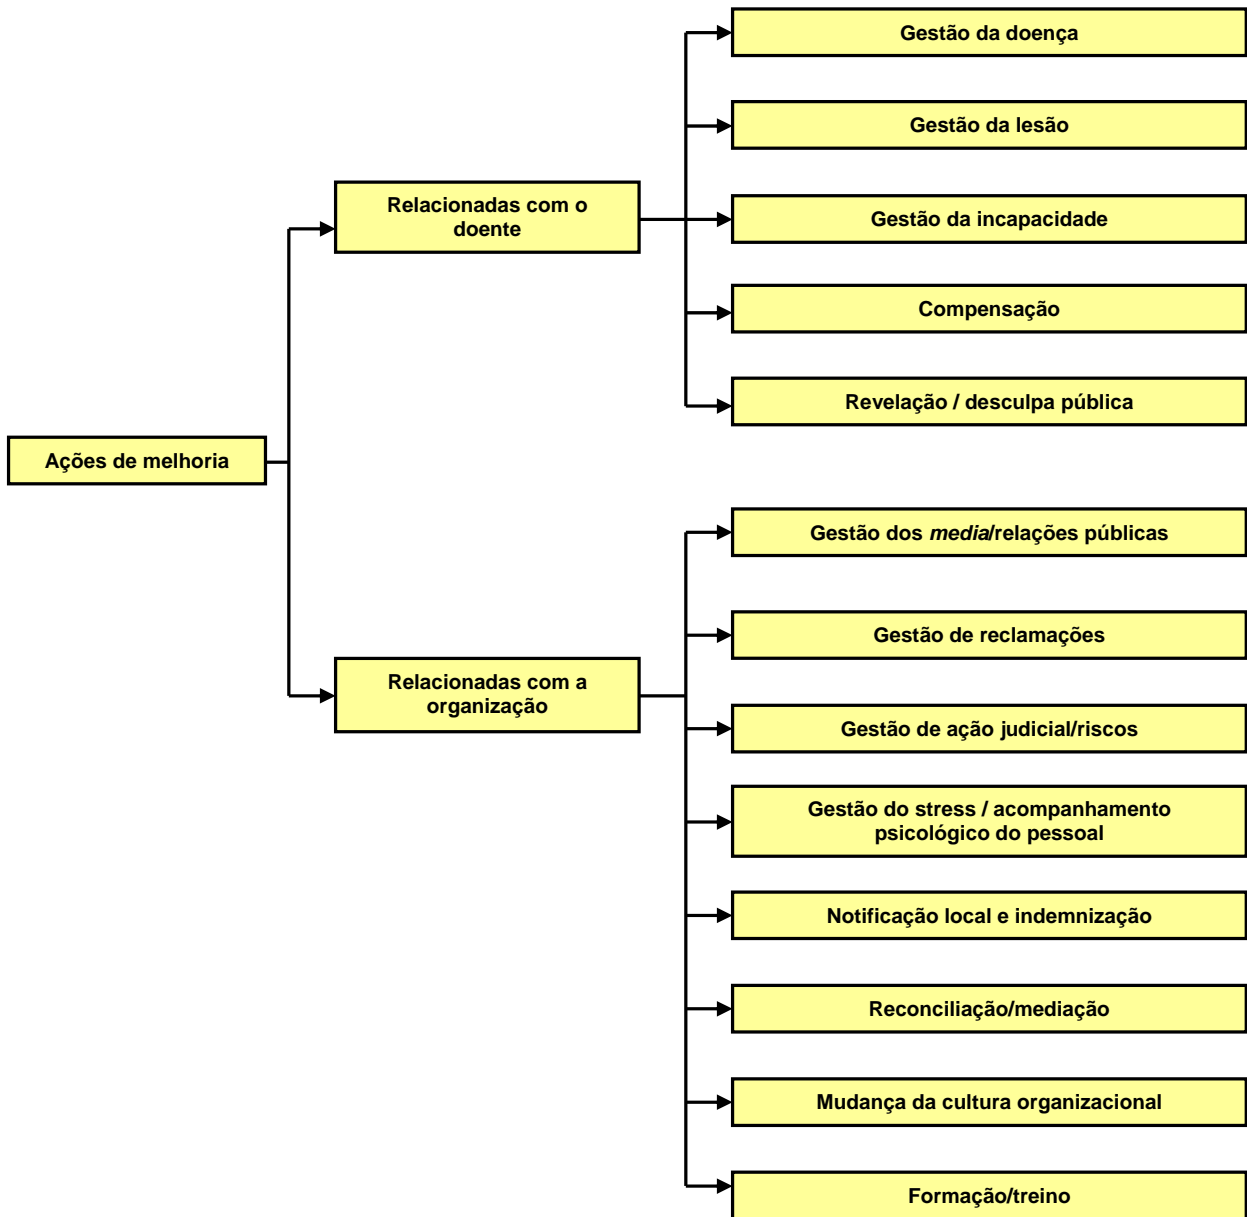 Gestão da doença
Gestão da lesão
Relacionadas com o
doente
Gestão da incapacidade
Compensação
Revelação / desculpa pública
Ações de melhoria
Gestão dos media/relações públicas
Gestão de reclamações
Relacionadas com a
organização
Gestão de ação judicial/riscos
Gestão do stress / acompanhamento
psicológico do pessoal
Notificação local e indemnização
Reconciliação/mediação
Mudança da cultura organizacional
Formação/treino